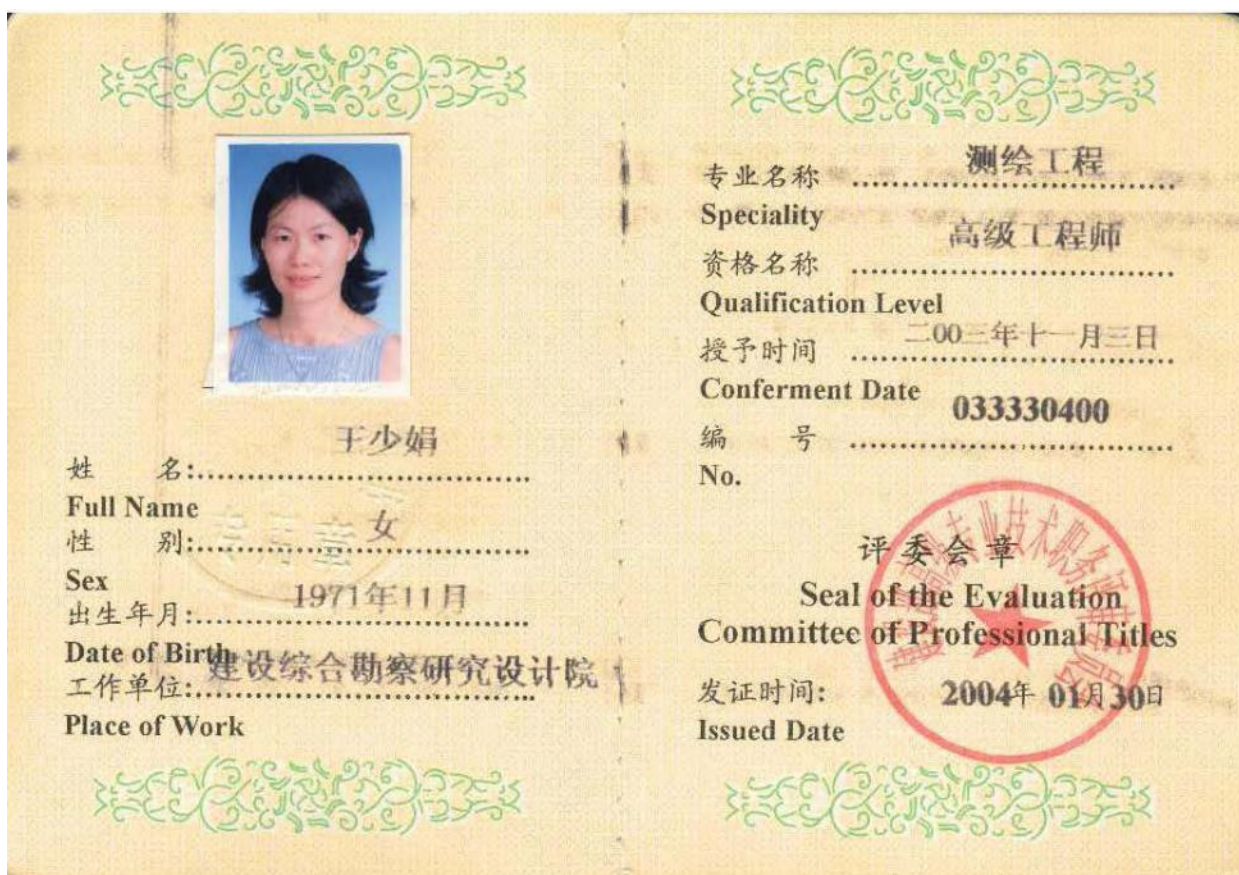 王少娟
姓 名:
Full Name
女
性 别:
Sex
1971年11月
出生年月:
Date of Birth
建设综合勘察研究设计院
工作单位:
Place of Work
测绘工程
专业名称
Speciality
高级工程师
资格名称
Qualification Level
二00三年十一月三日
授予时间
Conferment Date
033330400
编 号
No.
评委会章
Seal of the Evaluation
Committee of Professional Titles
发证时间: 2004年 01月30日
Issued Date